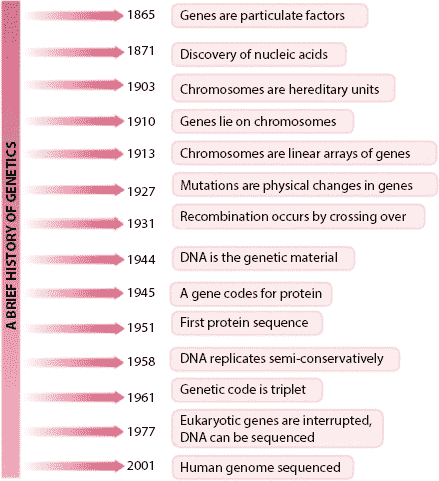 A BRIEF HISTORY OF GENETICS
1865 Genes are particulate factors
1871 Discovery of nucleic acids
1903 Chromosomes are hereditary units
1910 Genes lie on chromosomes
1913 Chromosomes are linear arrays of genes
1927 Mutations are physical changes in genes
1931 Recombination occurs by crossing over
1944 DNA is the genetic material
1945 A gene codes for protein
1951 First protein sequence
1958 DNA replicates semi-conservatively
1961 Genetic code is triplet
1977 Eukaryotic genes are interrupted,
DNA can be sequenced
2001 Human genome sequenced